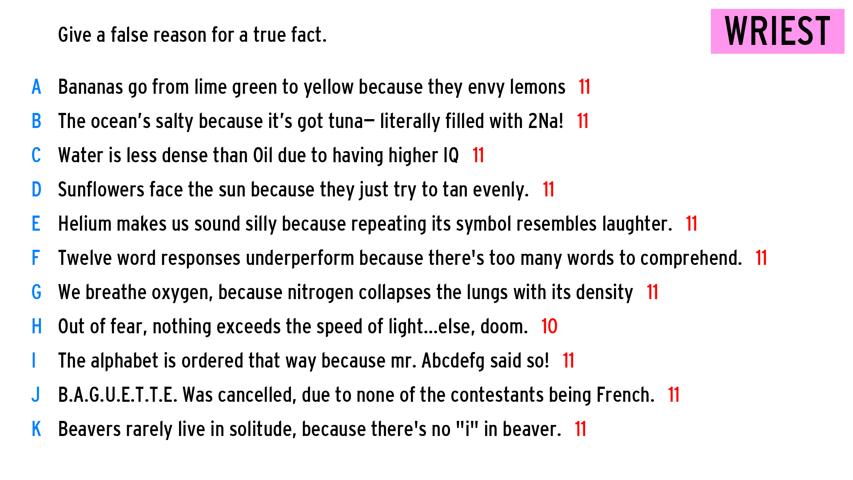 Give a false reason for a true fact.
WRIEST
A Bananas go from lime green to yellow because they envy lemons 11
B The ocean's salty because it's got tuna– literally filled with 2Na! 11
C Water is less dense than Oil due to having higher IQ 11
D Sunflowers face the sun because they just try to tan evenly. 11
E Helium makes us sound silly because repeating its symbol resembles laughter. 11
F Twelve word responses underperform because there's too many words to comprehend. 11
G We breathe oxygen, because nitrogen collapses the lungs with its density 11
H Out of fear, nothing exceeds the speed of light...else, doom. 10
I The alphabet is ordered that way because mr. Abcdefg said so! 11
J B.A.G.U.E.T.T.E. Was cancelled, due to none of the contestants being French. 11
K Beavers rarely live in solitude, because there's no "i" in beaver. 11